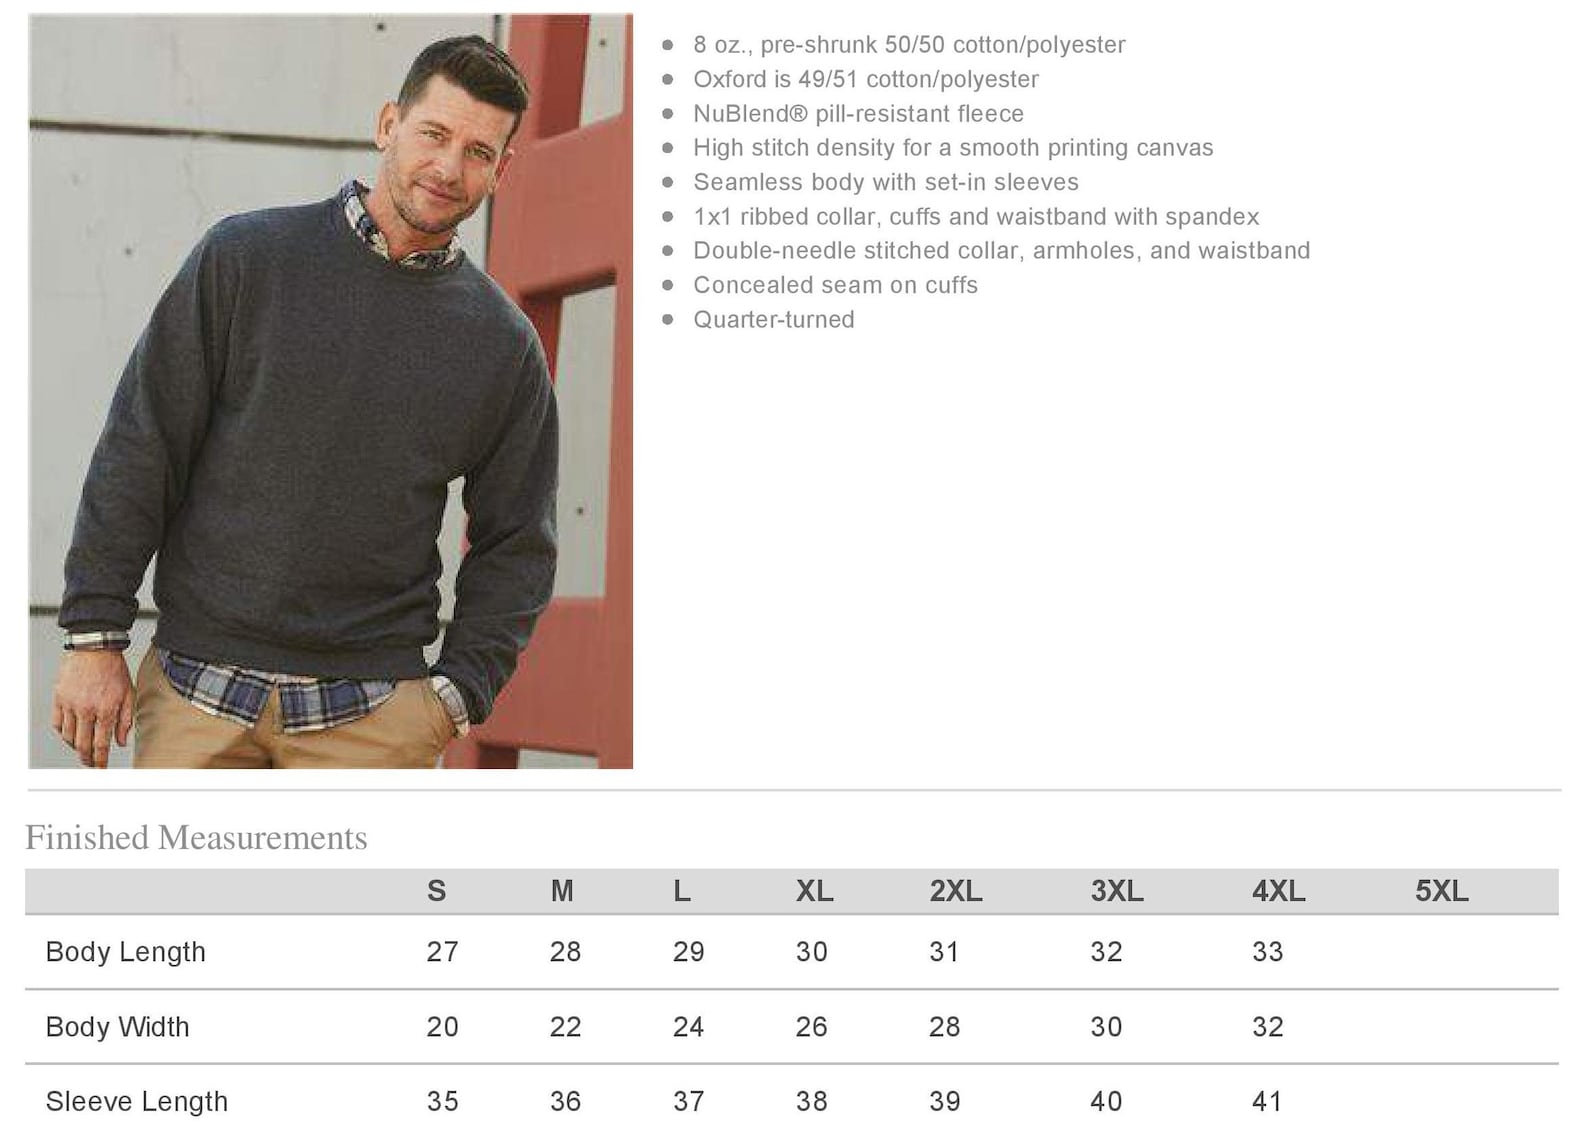 8 oz., pre-shrunk 50/50 cotton/polyester
Oxford is 49/51 cotton/polyester
NuBlend® pill-resistant fleece
High stitch density for a smooth printing canvas
Seamless body with set-in sleeves
1x1 ribbed collar, cuffs and waistband with spandex
Double-needle stitched collar, armholes, and waistband
Concealed seam on cuffs
Quarter-turned
Finished Measurements
S M L XL 2XL 3XL 4XL 5XL
Body Length 27 28 29 30 31 32 33
Body Width 20 22 24 26 28 30 32
Sleeve Length 35 36 37 38 39 40 41